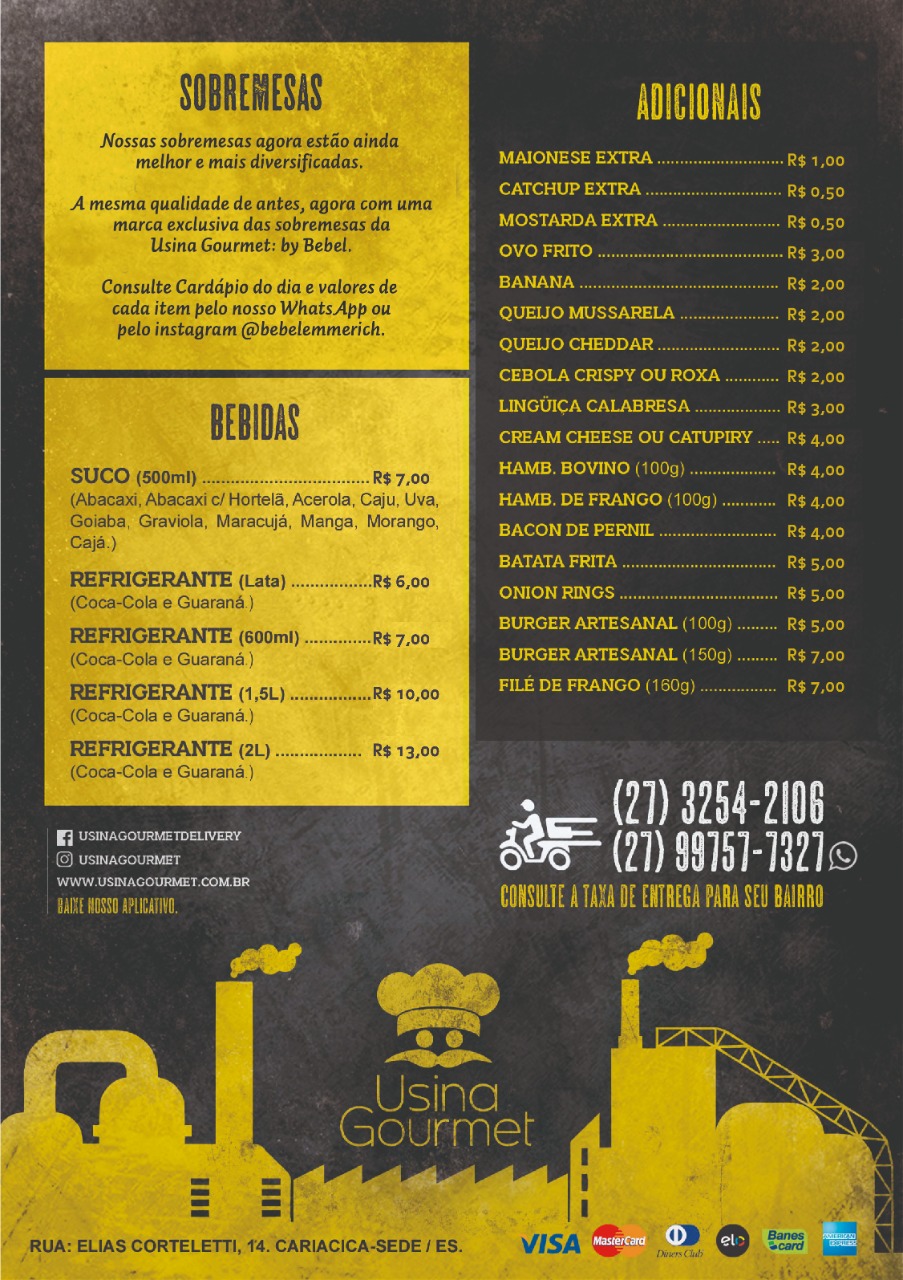 SOBREMESAS
Nossas sobremesas agora estão ainda
melhor e mais diversificadas.
A mesma qualidade de antes, agora com uma
marca exclusiva das sobremesas da
Usina Gourmet: by Bebel.
Consulte Cardápio do dia e valores de
cada item pelo nosso WhatsApp ou
pelo instagram @bebelemmerich.
BEBIDAS
SUCO (500ml) ................................... R$ 7,00
(Abacaxi, Abacaxi c/ Hortelã, Acerola, Caju, Uva,
Goiaba, Graviola, Maracujá, Manga, Morango,
Cajá.)
REFRIGERANTE (Lata) ................. R$ 6,00
(Coca-Cola e Guaraná.)
REFRIGERANTE (600ml) .............. R$ 7,00
(Coca-Cola e Guaraná.)
REFRIGERANTE (1,5L) ................. R$ 10,00
(Coca-Cola e Guaraná.)
REFRIGERANTE (2L) .................. R$ 13,00
(Coca-Cola e Guaraná.)
ADICIONAIS
MAIONESE EXTRA ............................ R$ 1,00
CATCHUP EXTRA .............................. R$ 0,50
MOSTARDA EXTRA .......................... R$ 0,50
OVO FRITO ......................................... R$ 3,00
BANANA ............................................ R$ 2,00
QUEIJO MUSSARELA ...................... R$ 2,00
QUEIJO CHEDDAR ........................... R$ 2,00
CEBOLA CRISPY OU ROXA ............ R$ 2,00
LINGÜIÇA CALABRESA ................... R$ 3,00
CREAM CHEESE OU CATUPIRY ..... R$ 4,00
HAMB. BOVINO (100g) ................... R$ 4,00
HAMB. DE FRANGO (100g) ............ R$ 4,00
BACON DE PERNIL .......................... R$ 4,00
BATATA FRITA .................................. R$ 5,00
ONION RINGS ................................... R$ 5,00
BURGER ARTESANAL (100g) ......... R$ 5,00
BURGER ARTESANAL (150g) ......... R$ 7,00
FILÉ DE FRANGO (160g) ................. R$ 7,00
USINAGOURMETDELIVERY
USINAGOURMET
WWW.USINAGOURMET.COM.BR
BAIXE NOSSO APLICATIVO.
(27) 3254-2106
(27) 99757-7327
CONSULTE A TAXA DE ENTREGA PARA SEU BAIRRO
Usina
Gourmet
RUA: ELIAS CORTELETTI, 14. CARIACICA-SEDE / ES.
VISA MasterCard Diners Club elo Banes card AMERICAN EXPRESS